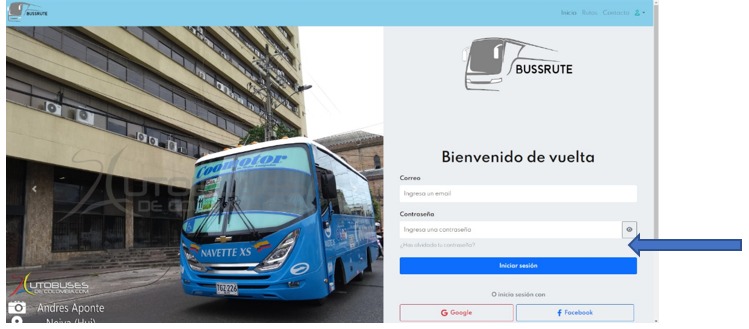 BUSSRUTE
Inicio Rutas Contacto
BUSSRUTE
Bienvenido de vuelta
Correo
Ingresa un email
Contraseña
Ingresa una contraseña
¿Has olvidado tu contraseña?
Iniciar sesión
O inicia sesión con
G Google
f Facebook
Coomotor
NAVETTE XS
TGZ 226
AUTOBUSES
DE COLOMBIA.COM
Andres Aponte
Neiva (Hui)